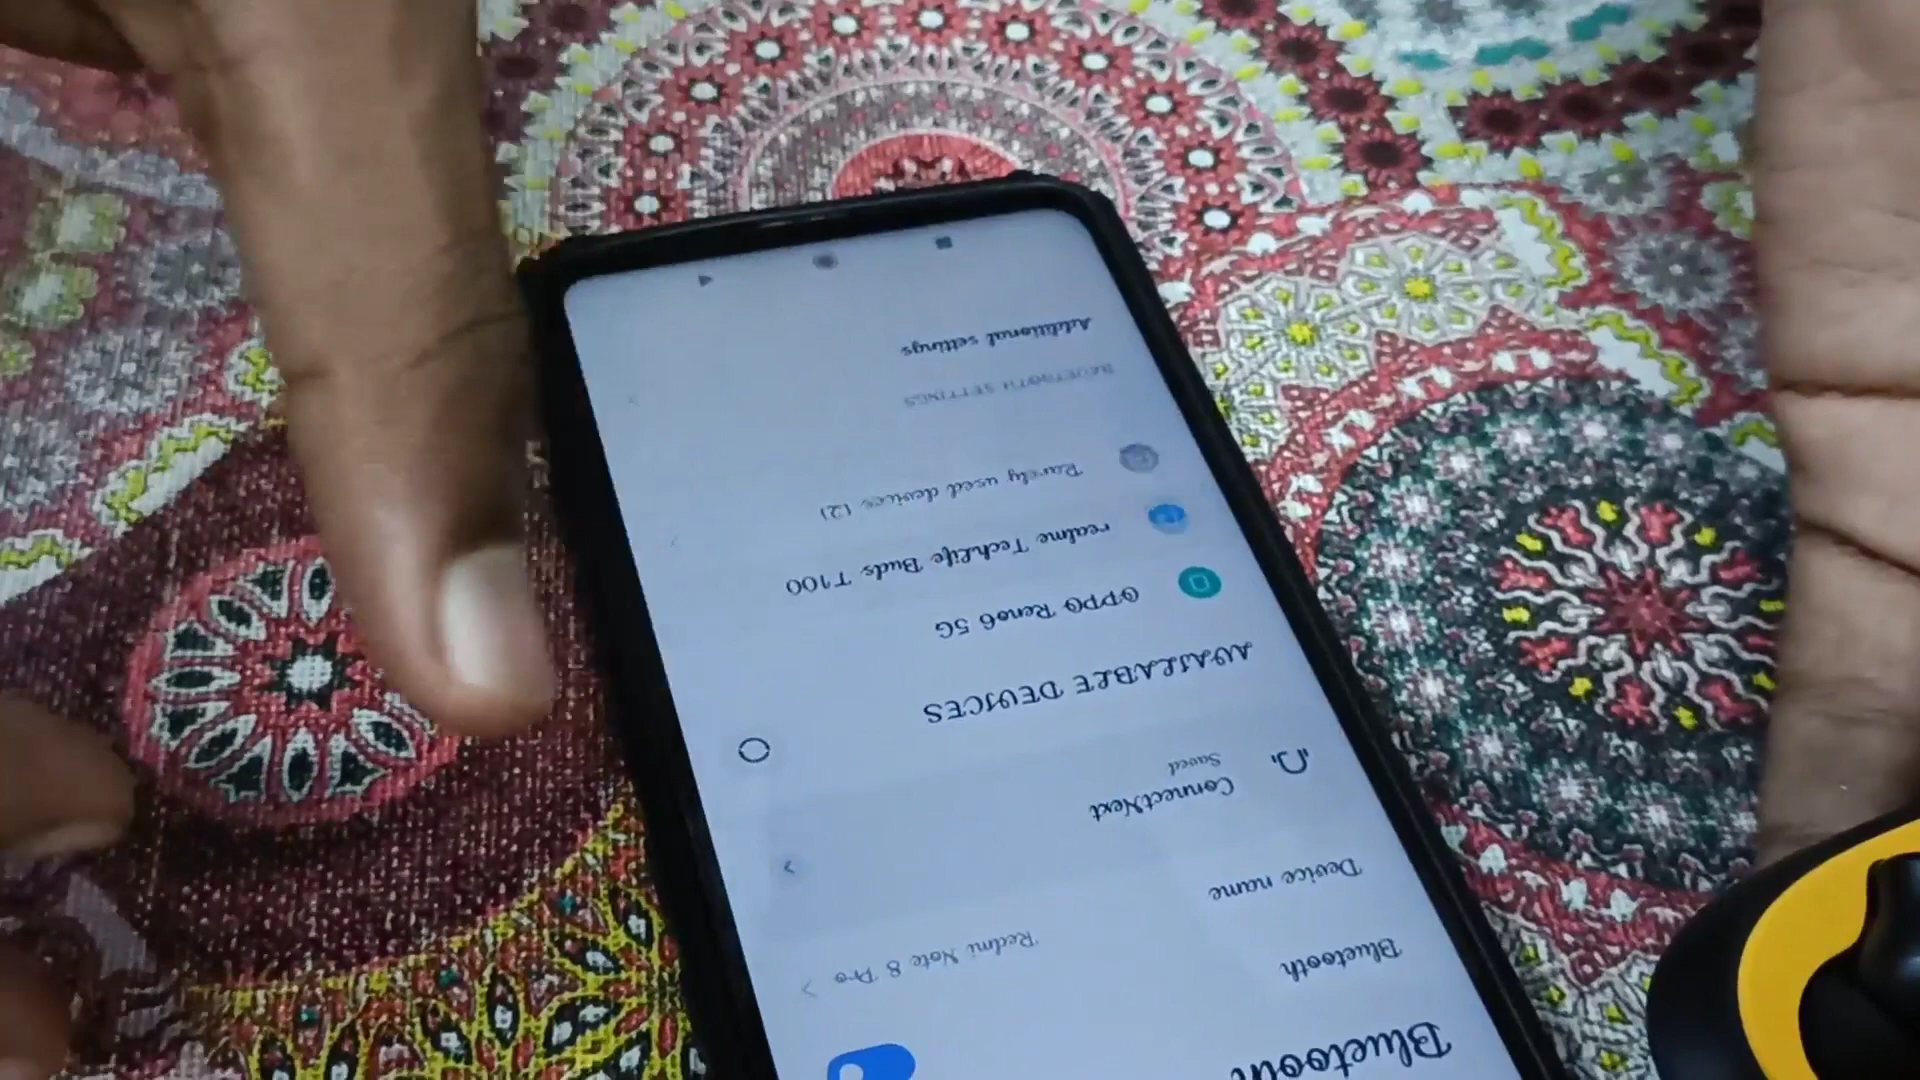 Bluetooth
Bluetooth
Device name
Redmi Note 8 Pro
ConnectNext
Saved
AVAILABLE DEVICES
OPPO Reno6 5G
realme TechLife Buds T100
Rarely used devices (2)
BLUETOOTH SETTINGS
Additional settings